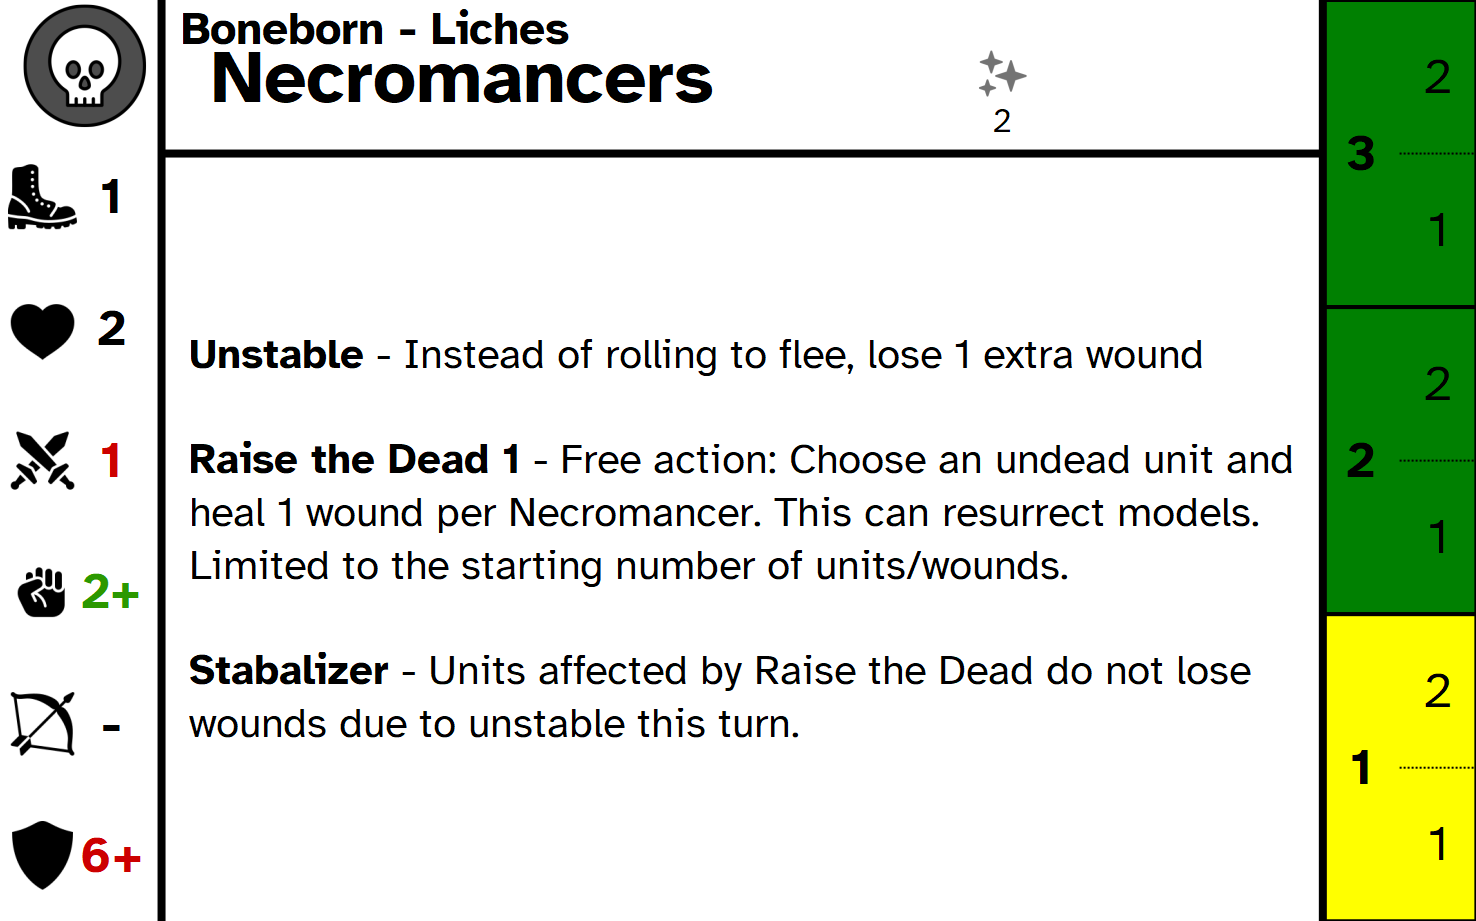 Boneborn - Liches
Necromancers
2
1
2
1
2+
-
6+
Unstable - Instead of rolling to flee, lose 1 extra wound
Raise the Dead 1 - Free action: Choose an undead unit and
heal 1 wound per Necromancer. This can resurrect models.
Limited to the starting number of units/wounds.
Stabalizer - Units affected by Raise the Dead do not lose
wounds due to unstable this turn.
3
2
1
2
2
1
1
2
1